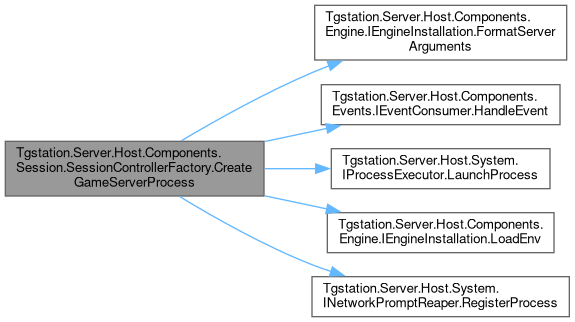 Tgstation.Server.Host.Components.
Session.SessionControllerFactory.Create
GameServerProcess
Tgstation.Server.Host.Components.
Engine.IEngineInstallation.FormatServer
Arguments
Tgstation.Server.Host.Components.
Events.IEventConsumer.HandleEvent
Tgstation.Server.Host.System.
IProcessExecutor.LaunchProcess
Tgstation.Server.Host.Components.
Engine.IEngineInstallation.LoadEnv
Tgstation.Server.Host.System.
INetworkPromptReaper.RegisterProcess